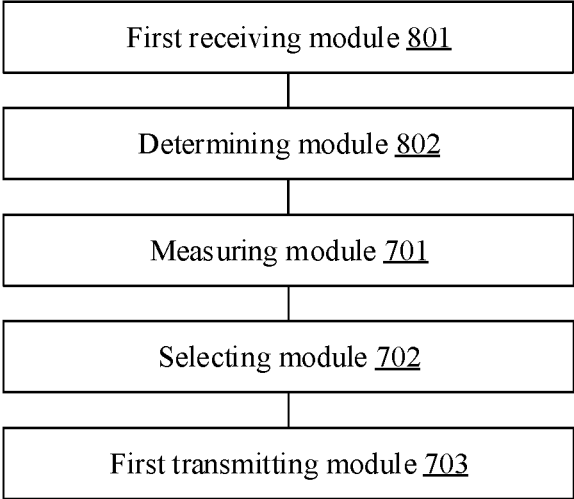 First receiving module 801
Determining module 802
Measuring module 701
Selecting module 702
First transmitting module 703